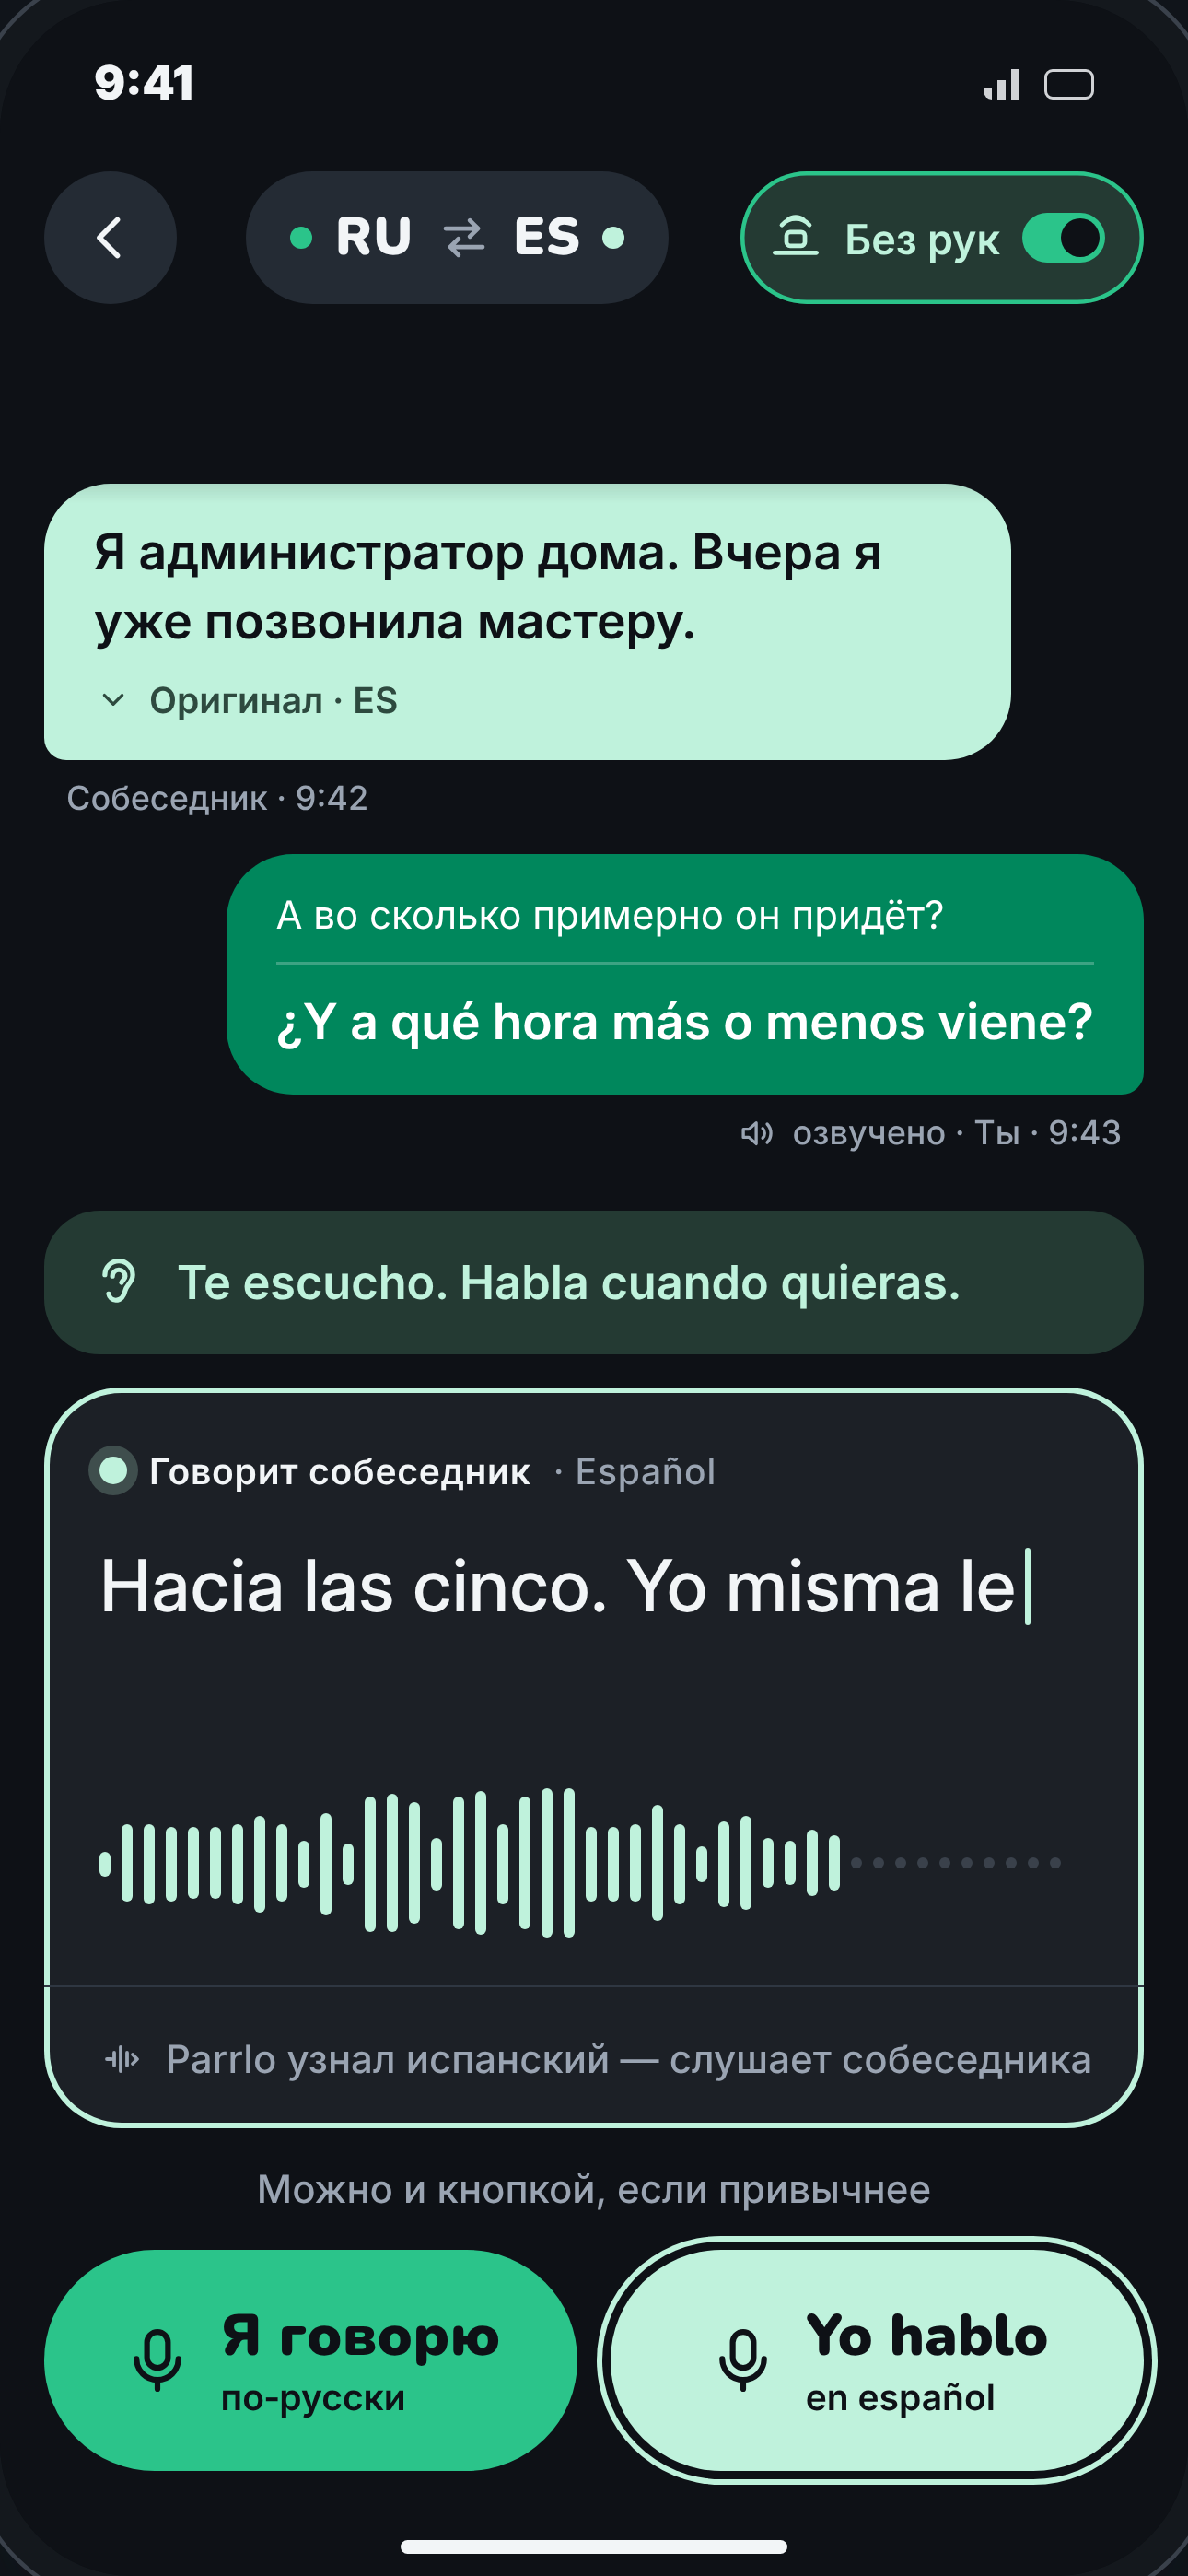 9:41
RU ES
Без рук
Я администратор дома. Вчера я
уже позвонила мастеру.
Оригинал · ES
Собеседник · 9:42
А во сколько примерно он придёт?
¿Y a qué hora más o menos viene?
озвучено · Ты · 9:43
Te escucho. Habla cuando quieras.
Говорит собеседник · Español
Hacia las cinco. Yo misma le
Parrlo узнал испанский — слушает собеседника
Можно и кнопкой, если привычнее
Я говорю
по-русски
Yo hablo
en español